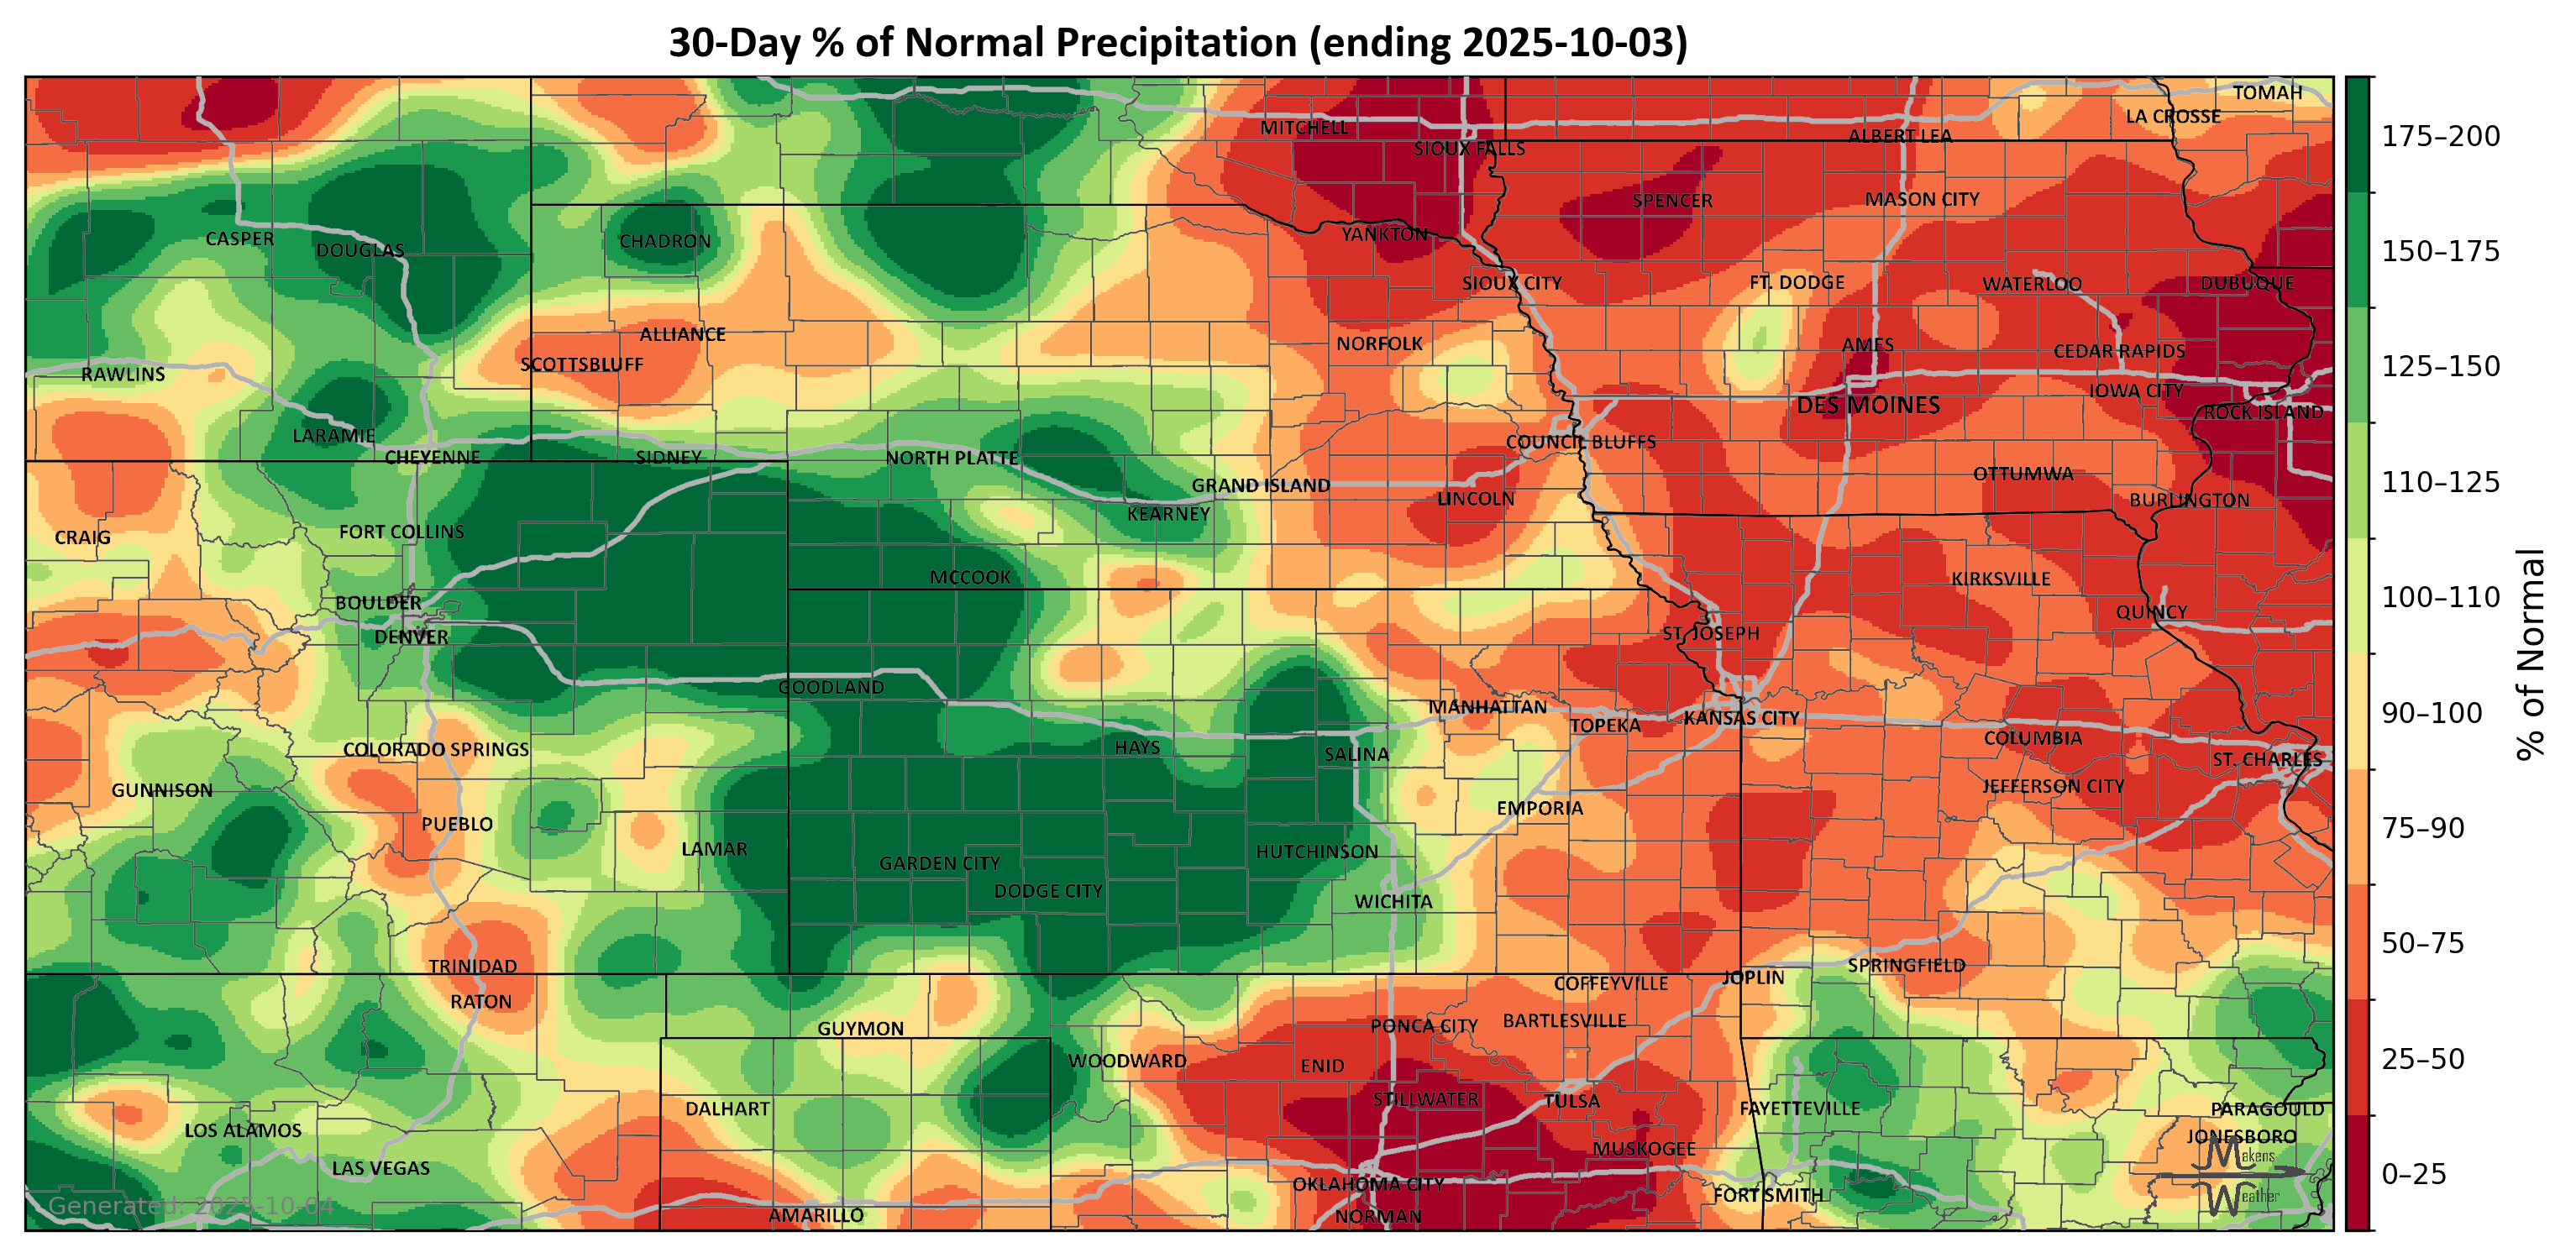 30-Day % of Normal Precipitation (ending 2025-10-03)
TOMAH
LA CROSSE
MITCHELL
ALBERT LEA
SIOUX FALLS
SPENCER
MASON CITY
YANKTON
CASPER
DOUGLAS
CHADRON
SIOUX CITY
FT. DODGE
WATERLOO
DUBUQUE
ALLIANCE
NORFOLK
AMES
CEDAR RAPIDS
SCOTTSBLUFF
RAWLINS
IOWA CITY
DES MOINES
ROCK ISLAND
LARAMIE
COUNCIL BLUFFS
CHEYENNE
SIDNEY
NORTH PLATTE
OTTUMWA
GRAND ISLAND
LINCOLN
BURLINGTON
KEARNEY
FORT COLLINS
CRAIG
MCCOOK
KIRKSVILLE
BOULDER
QUINCY
DENVER
ST. JOSEPH
GOODLAND
MANHATTAN
TOPEKA
KANSAS CITY
COLUMBIA
COLORADO SPRINGS
HAYS
SALINA
ST. CHARLES
GUNNISON
JEFFERSON CITY
EMPORIA
PUEBLO
LAMAR
HUTCHINSON
GARDEN CITY
DODGE CITY
WICHITA
TRINIDAD
SPRINGFIELD
JOPLIN
COFFEYVILLE
RATON
GUYMON
PONCA CITY
BARTLESVILLE
WOODWARD
ENID
STILLWATER
TULSA
DALHART
FAYETTEVILLE
PARAGOULD
LOS ALAMOS
JONESBORO
MUSKOGEE
LAS VEGAS
OKLAHOMA CITY
FORT SMITH
AMARILLO
NORMAN
Generated: 2025-10-04
Makens
Weather
175–200
150–175
125–150
110–125
100–110
90–100
75–90
50–75
25–50
0–25
% of Normal